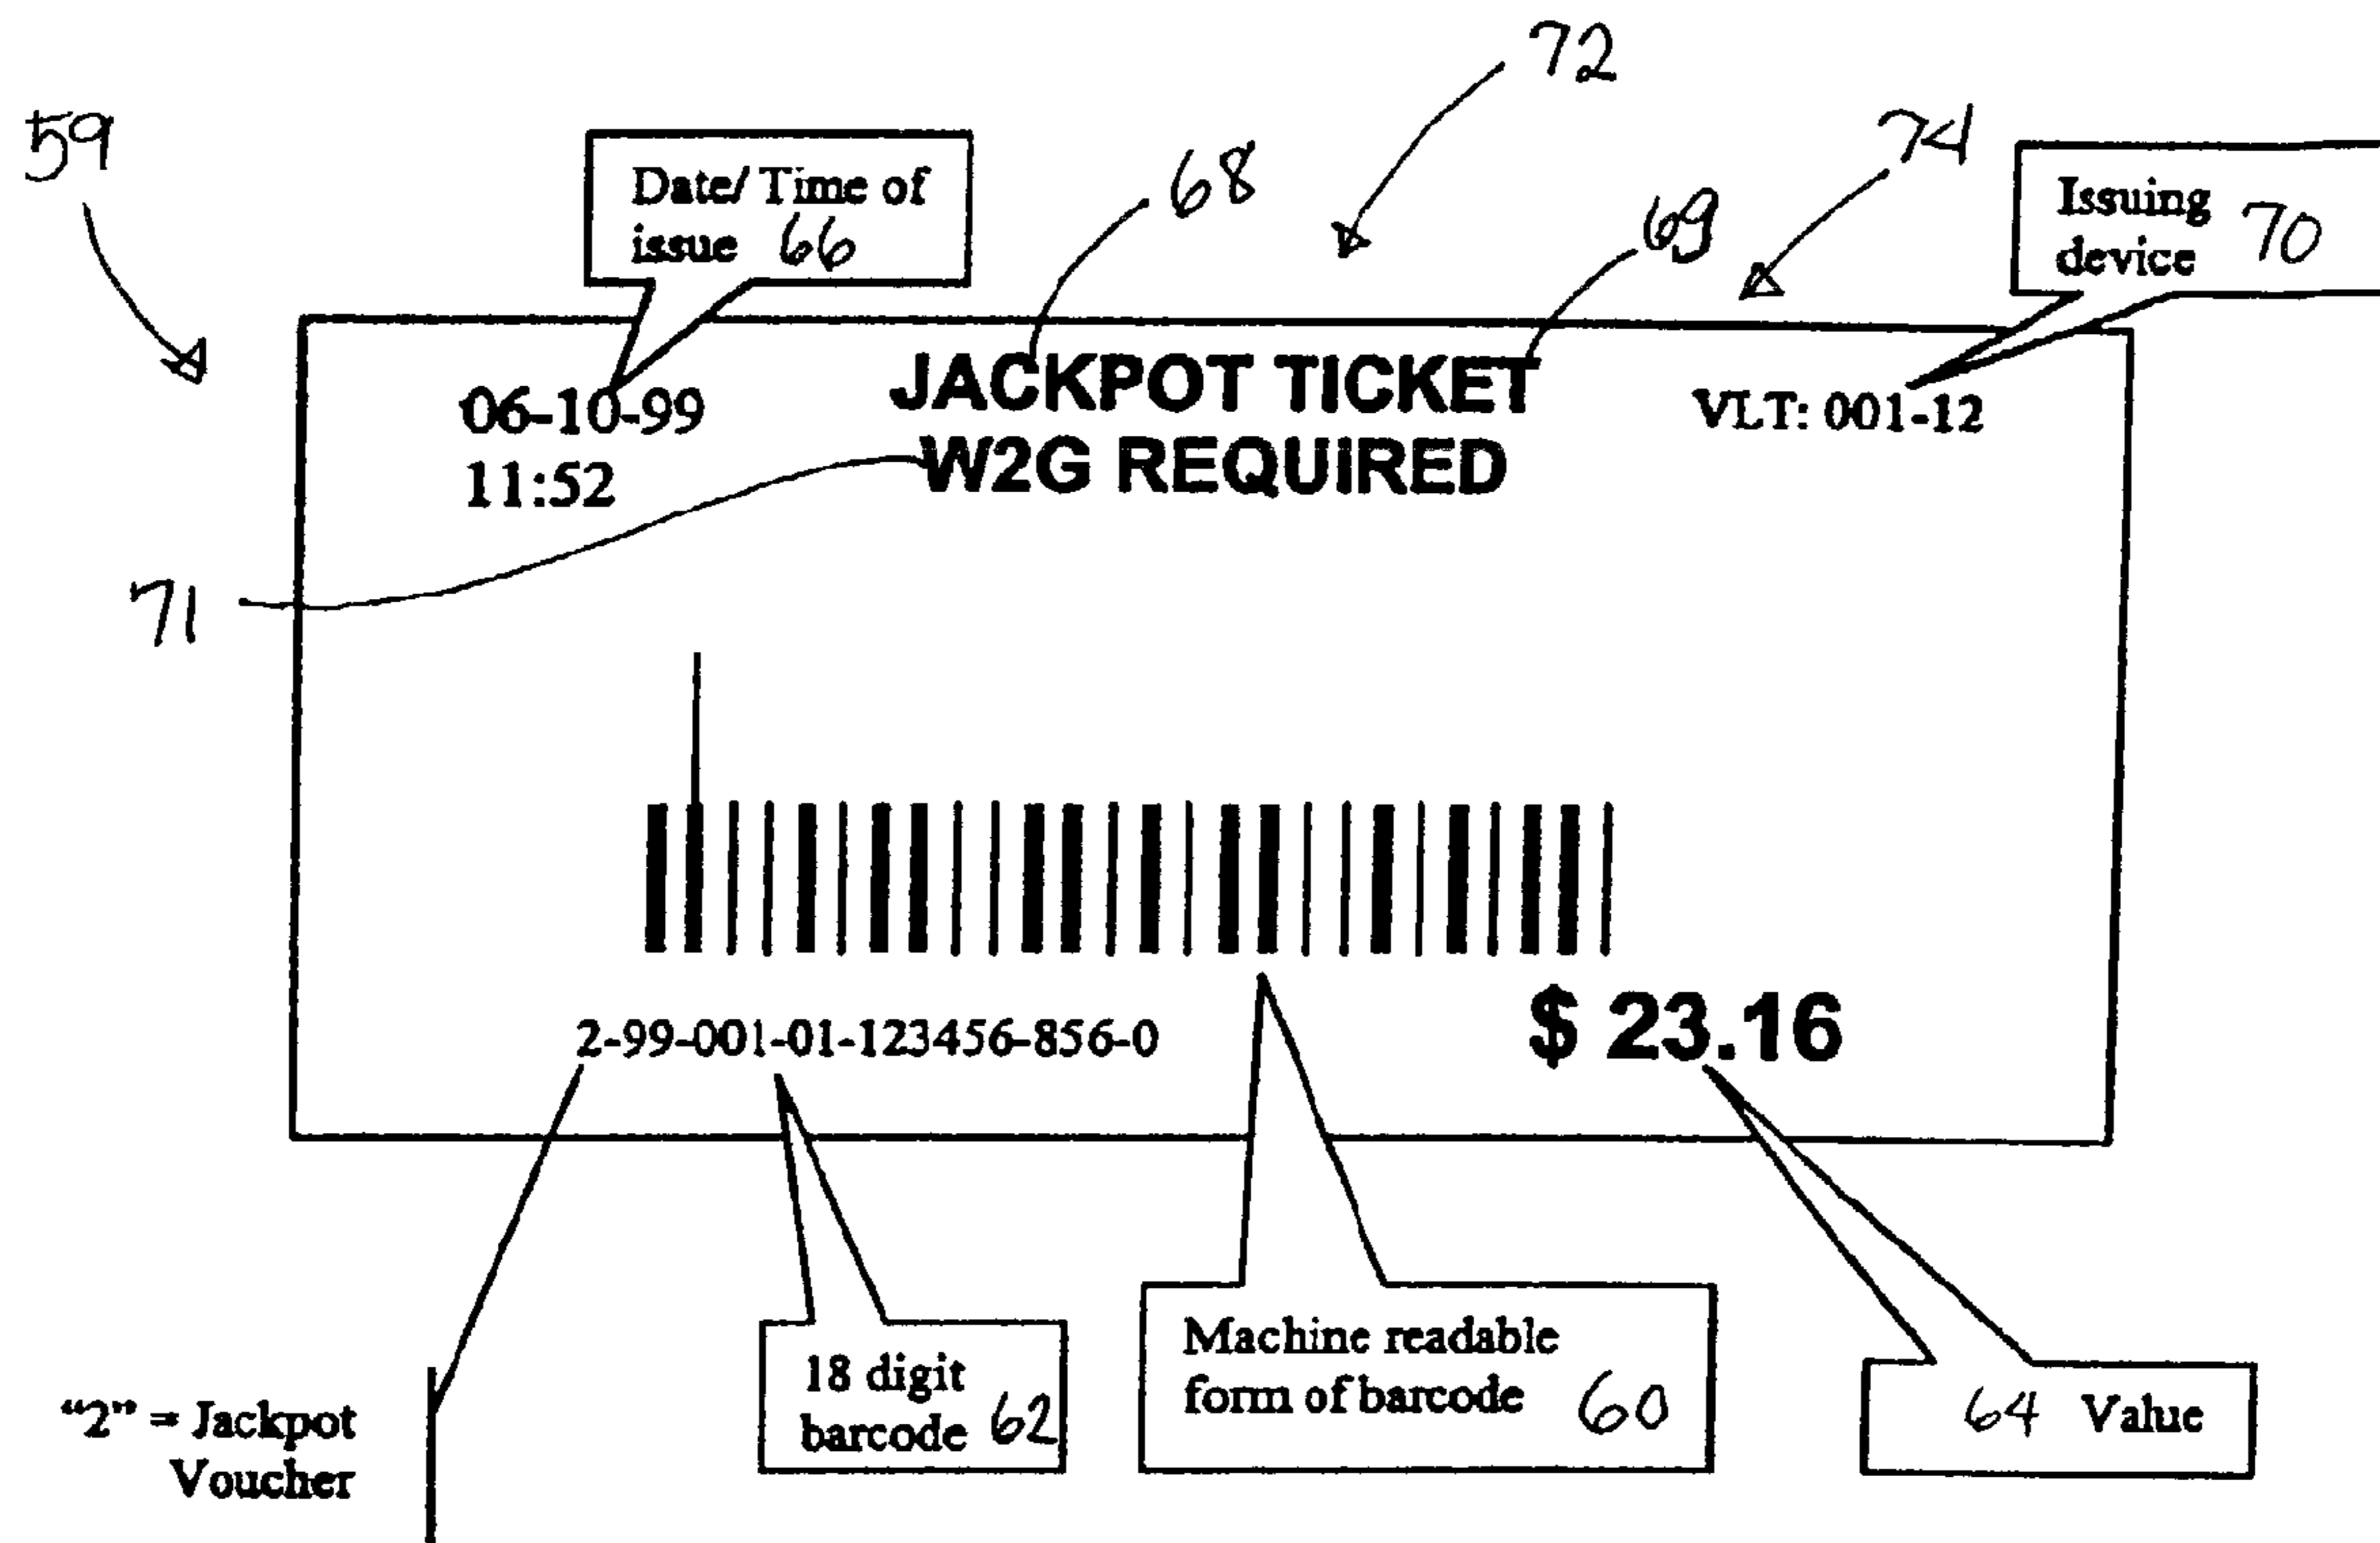 72
59
74
Date/ Time of
issue 66
68
69
Issuing
device 70
JACKPOT TICKET
W2G REQUIRED
06-10-99
11:52
VLT: 001-12
71
2-99-001-01-123456-856-0
$ 23.16
"2" = Jackpot
Voucher
18 digit
barcode 62
Machine readable
form of barcode 60
64 Value